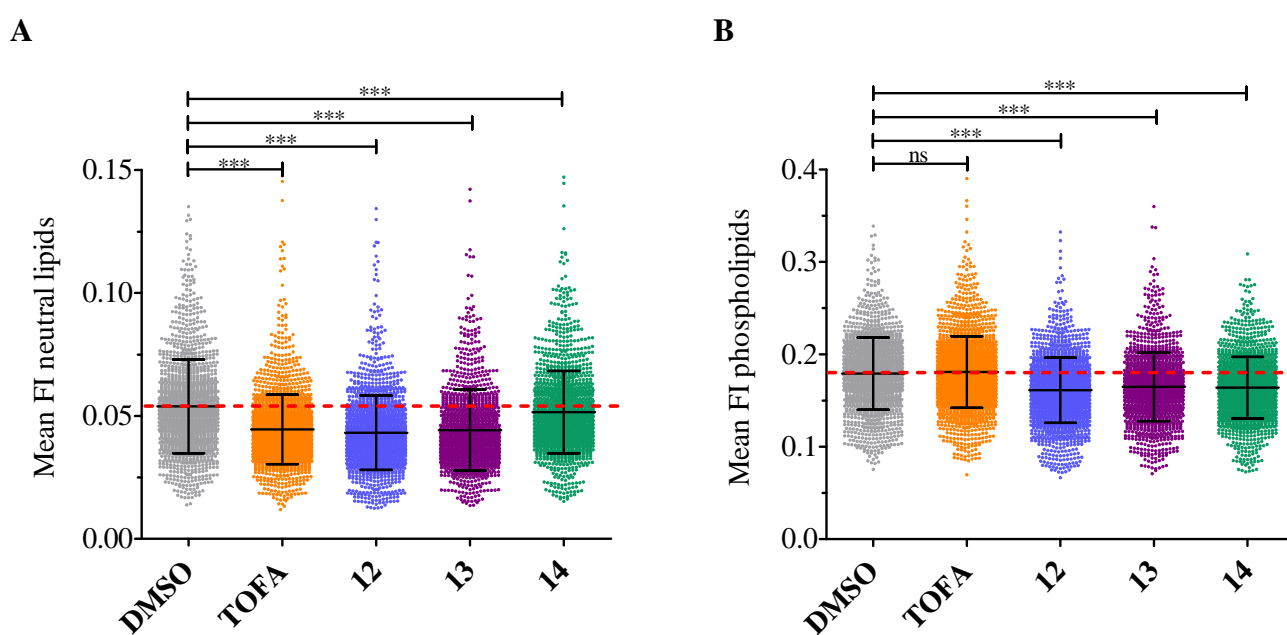 A
***
***
***
***
Mean FI neutral lipids
0.15
0.10
0.05
0.00
DMSO
TOFA
12
13
14
B
***
***
***
ns
Mean FI phospholipids
0.4
0.3
0.2
0.1
0.0
DMSO
TOFA
12
13
14